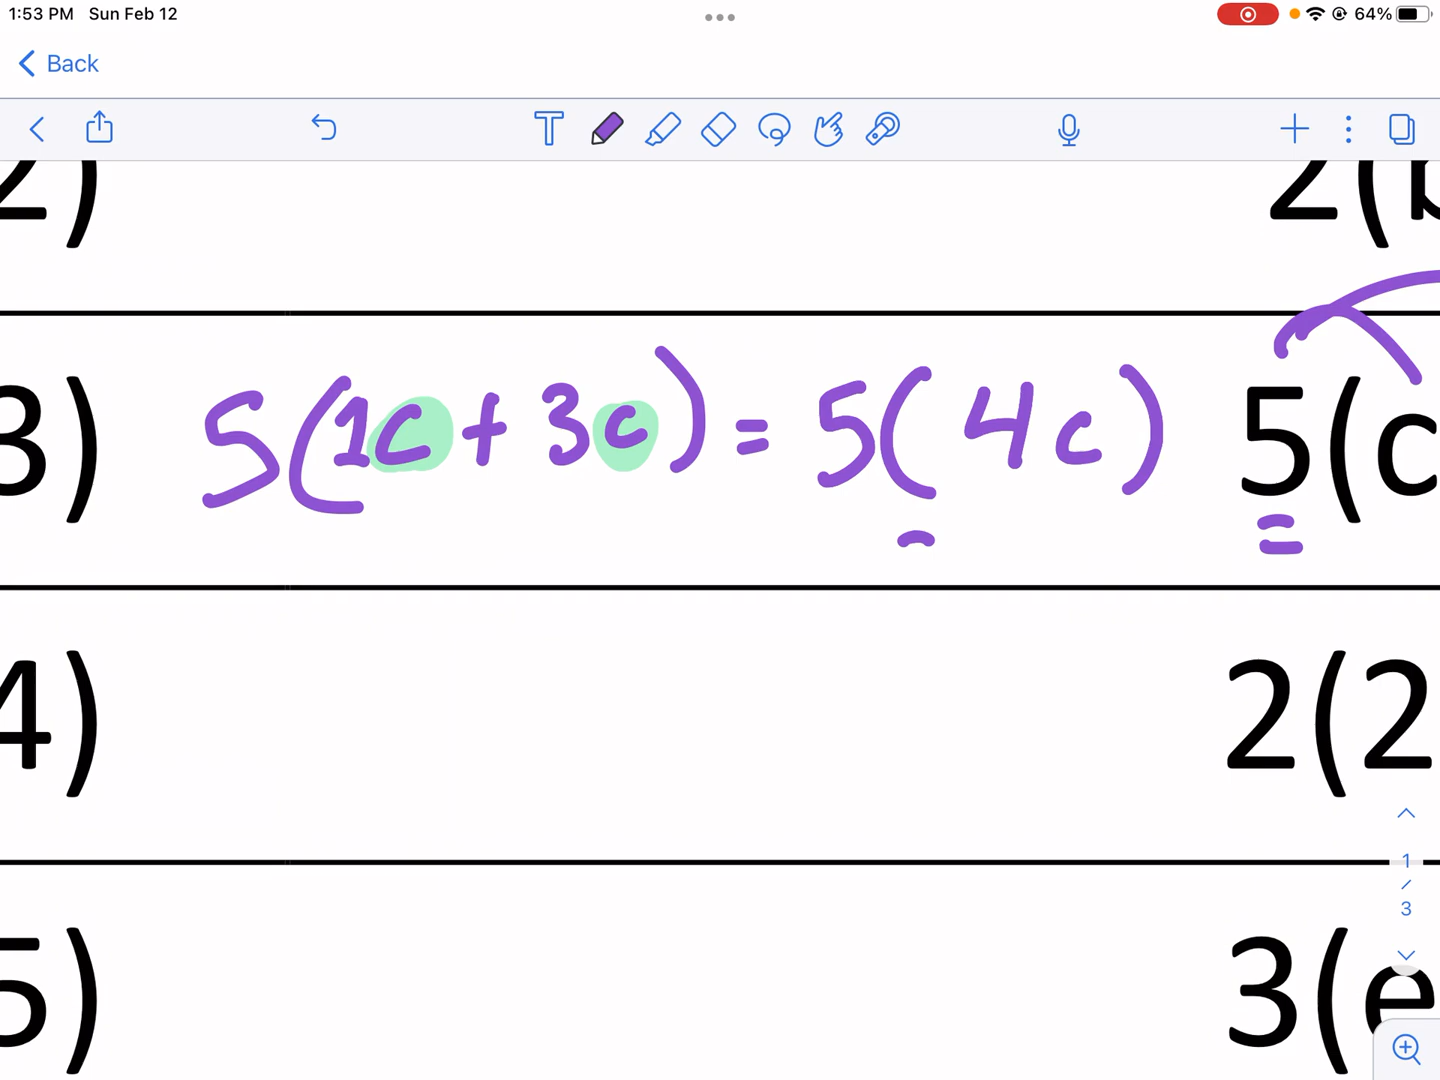 1:53 PM Sun Feb 12
64%
Back
2) 2(b
3) 5(1c + 3c) = 5(4c) 5(c
4) 2(2
5) 3(e
1
/
3